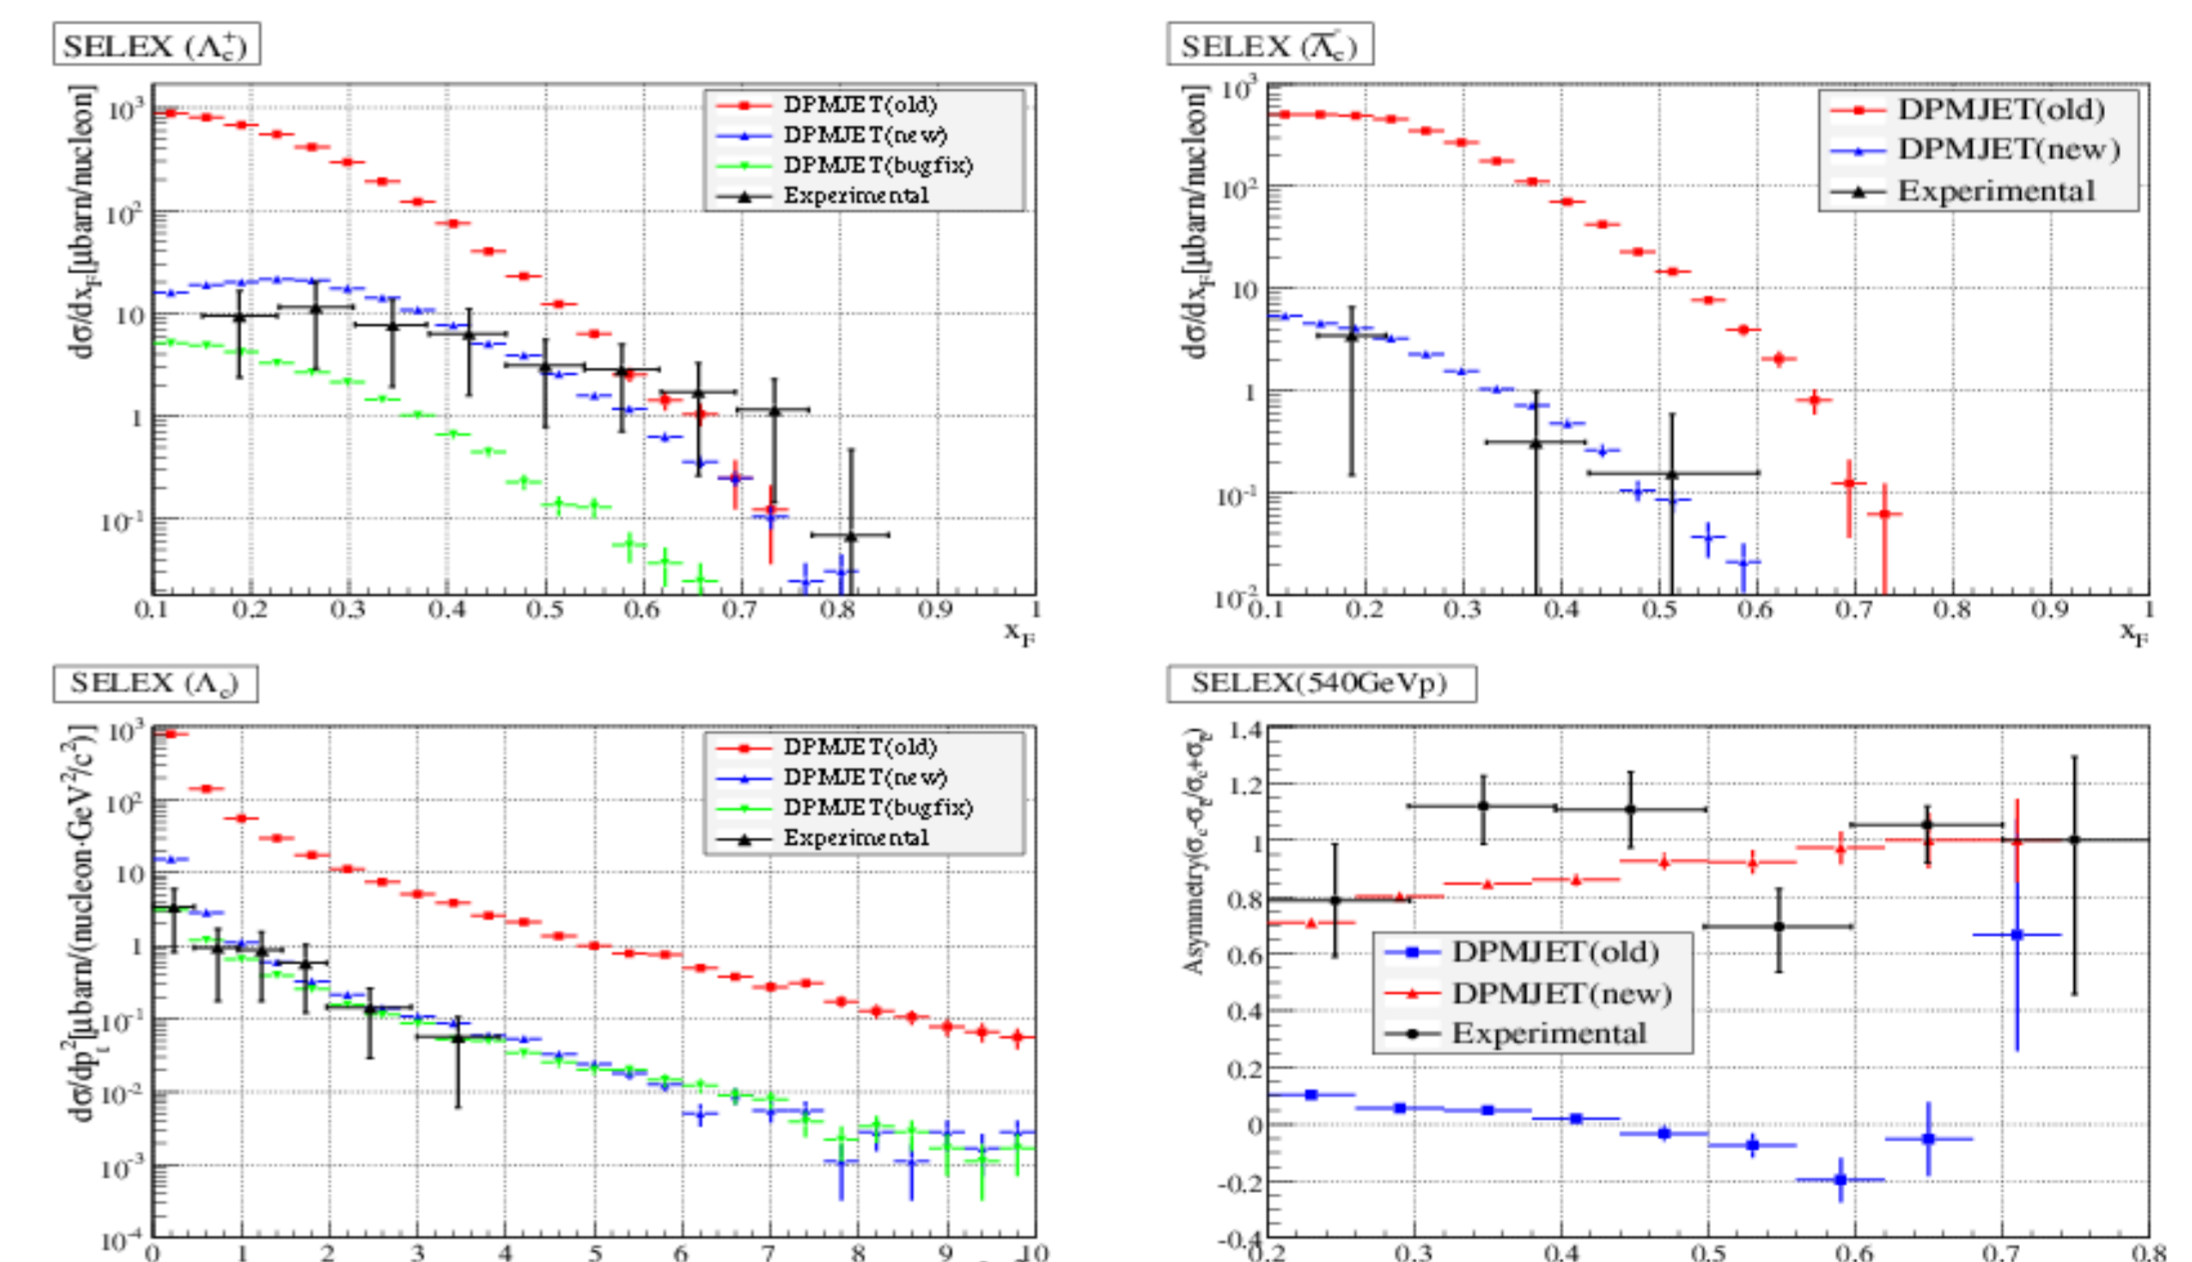 SELEX (Λc+)
dσ/dxF[μbarn/nucleon]
10³
10²
10
1
10⁻¹
DPMJET(old)
DPMJET(new)
DPMJET(bugfix)
Experimental
0.1 0.2 0.3 0.4 0.5 0.6 0.7 0.8 0.9 1
xF
SELEX (Λ̄c⁻)
dσ/dxF[μbarn/nucleon]
10³
10²
10
1
10⁻¹
10⁻²
DPMJET(old)
DPMJET(new)
Experimental
0.1 0.2 0.3 0.4 0.5 0.6 0.7 0.8 0.9 1
xF
SELEX (Λc)
dσ/dpt²[μbarn/(nucleon·GeV²/c²)]
10³
10²
10
1
10⁻¹
10⁻²
10⁻³
10⁻⁴
DPMJET(old)
DPMJET(new)
DPMJET(bugfix)
Experimental
0 1 2 3 4 5 6 7 8 9 10
SELEX(540GeVp)
Asymmetry(σc-σc̄/σc+σc̄)
1.4
1.2
1
0.8
0.6
0.4
0.2
0
-0.2
-0.4
DPMJET(old)
DPMJET(new)
Experimental
0.2 0.3 0.4 0.5 0.6 0.7 0.8